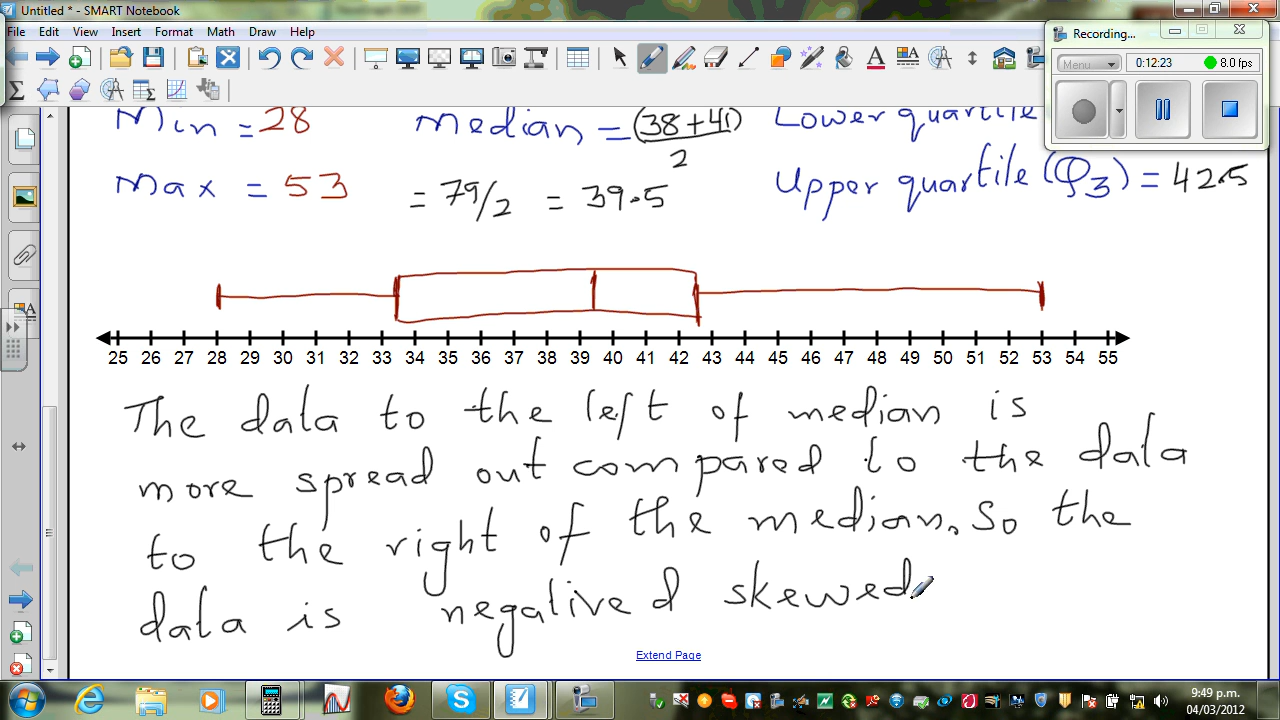 Untitled * - SMART Notebook
File Edit View Insert Format Math Draw Help
Recording...
Menu 0:12:23 8.0 fps
Min = 28 Median = (38+41) Lower quartile
2
Max = 53 = 79/2 = 39.5 Upper quartile (Q3) = 42.5
25 26 27 28 29 30 31 32 33 34 35 36 37 38 39 40 41 42 43 44 45 46 47 48 49 50 51 52 53 54 55
The data to the left of median is
more spread out compared to the data
to the right of the median. So the
data is negatived skewed
Extend Page
9:49 p.m.
04/03/2012